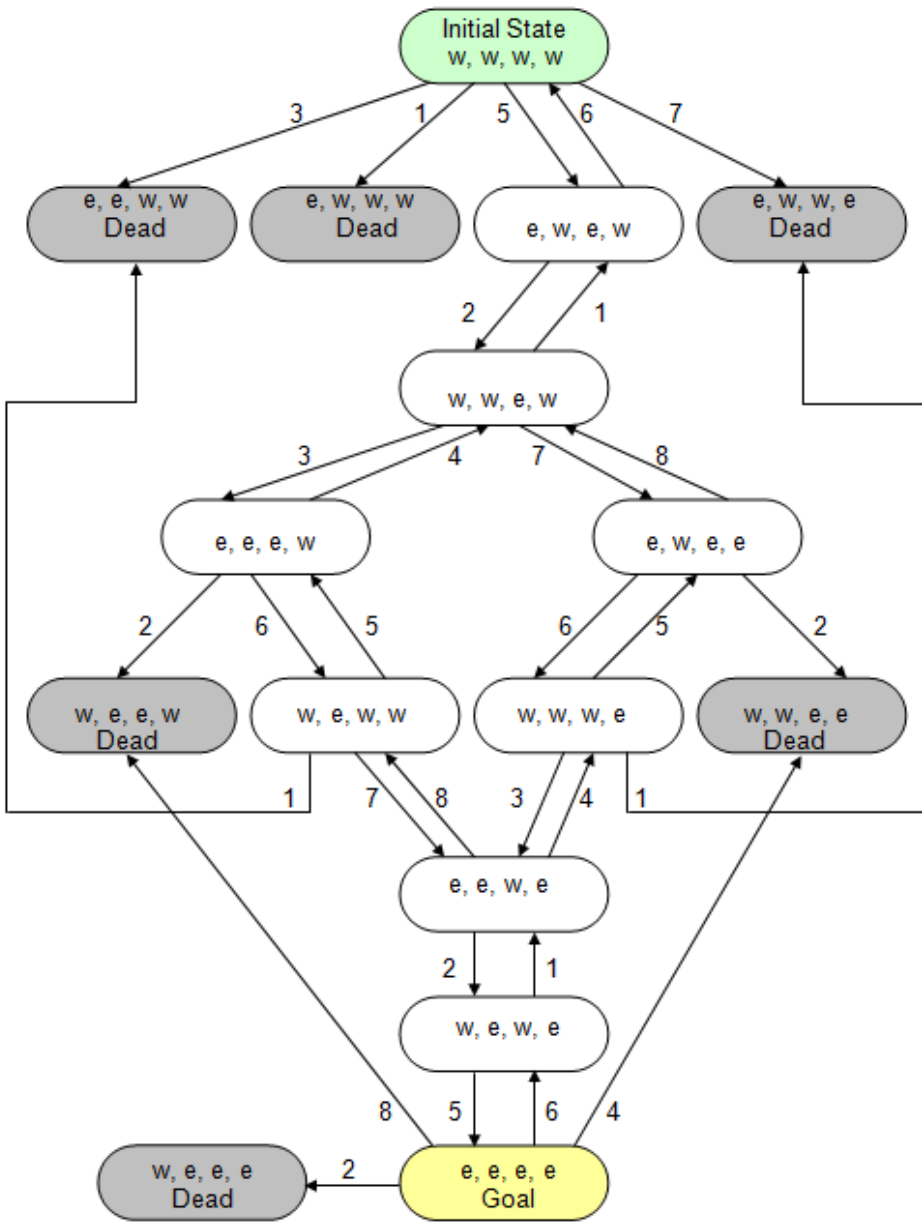 Initial State
w, w, w, w
3 1 5 6 7
e, e, w, w
Dead
e, w, w, w
Dead
e, w, e, w
e, w, w, e
Dead
2 1
w, w, e, w
3 4 7 8
e, e, e, w
e, w, e, e
2 6 5 6 5 2
w, e, e, w
Dead
w, e, w, w
w, w, w, e
w, w, e, e
Dead
1 7 8 3 4 1
e, e, w, e
2 1
w, e, w, e
8 5 6 4
w, e, e, e
Dead
2
e, e, e, e
Goal